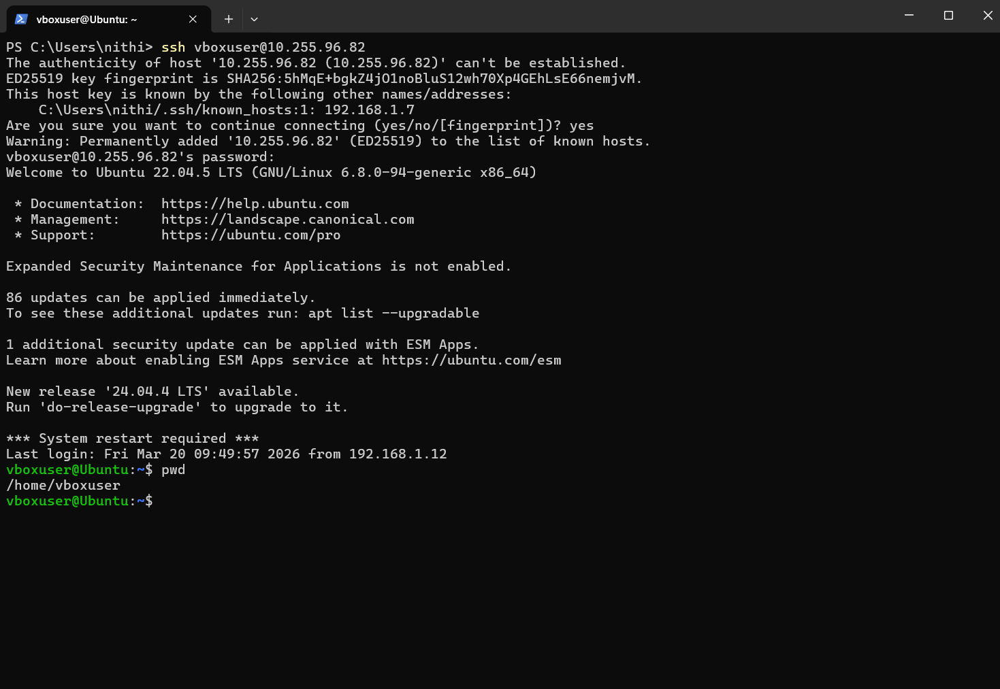 vboxuser@Ubuntu: ~
PS C:\Users\nithi> ssh vboxuser@10.255.96.82
The authenticity of host '10.255.96.82 (10.255.96.82)' can't be established.
ED25519 key fingerprint is SHA256:5hMqE+bgkZ4jO1noBluS12wh70Xp4GEhLsE66nemjvM.
This host key is known by the following other names/addresses:
    C:\Users\nithi/.ssh/known_hosts:1: 192.168.1.7
Are you sure you want to continue connecting (yes/no/[fingerprint])? yes
Warning: Permanently added '10.255.96.82' (ED25519) to the list of known hosts.
vboxuser@10.255.96.82's password:
Welcome to Ubuntu 22.04.5 LTS (GNU/Linux 6.8.0-94-generic x86_64)

 * Documentation:  https://help.ubuntu.com
 * Management:     https://landscape.canonical.com
 * Support:        https://ubuntu.com/pro

Expanded Security Maintenance for Applications is not enabled.

86 updates can be applied immediately.
To see these additional updates run: apt list --upgradable

1 additional security update can be applied with ESM Apps.
Learn more about enabling ESM Apps service at https://ubuntu.com/esm

New release '24.04.4 LTS' available.
Run 'do-release-upgrade' to upgrade to it.

*** System restart required ***
Last login: Fri Mar 20 09:49:57 2026 from 192.168.1.12
vboxuser@Ubuntu:~$ pwd
/home/vboxuser
vboxuser@Ubuntu:~$